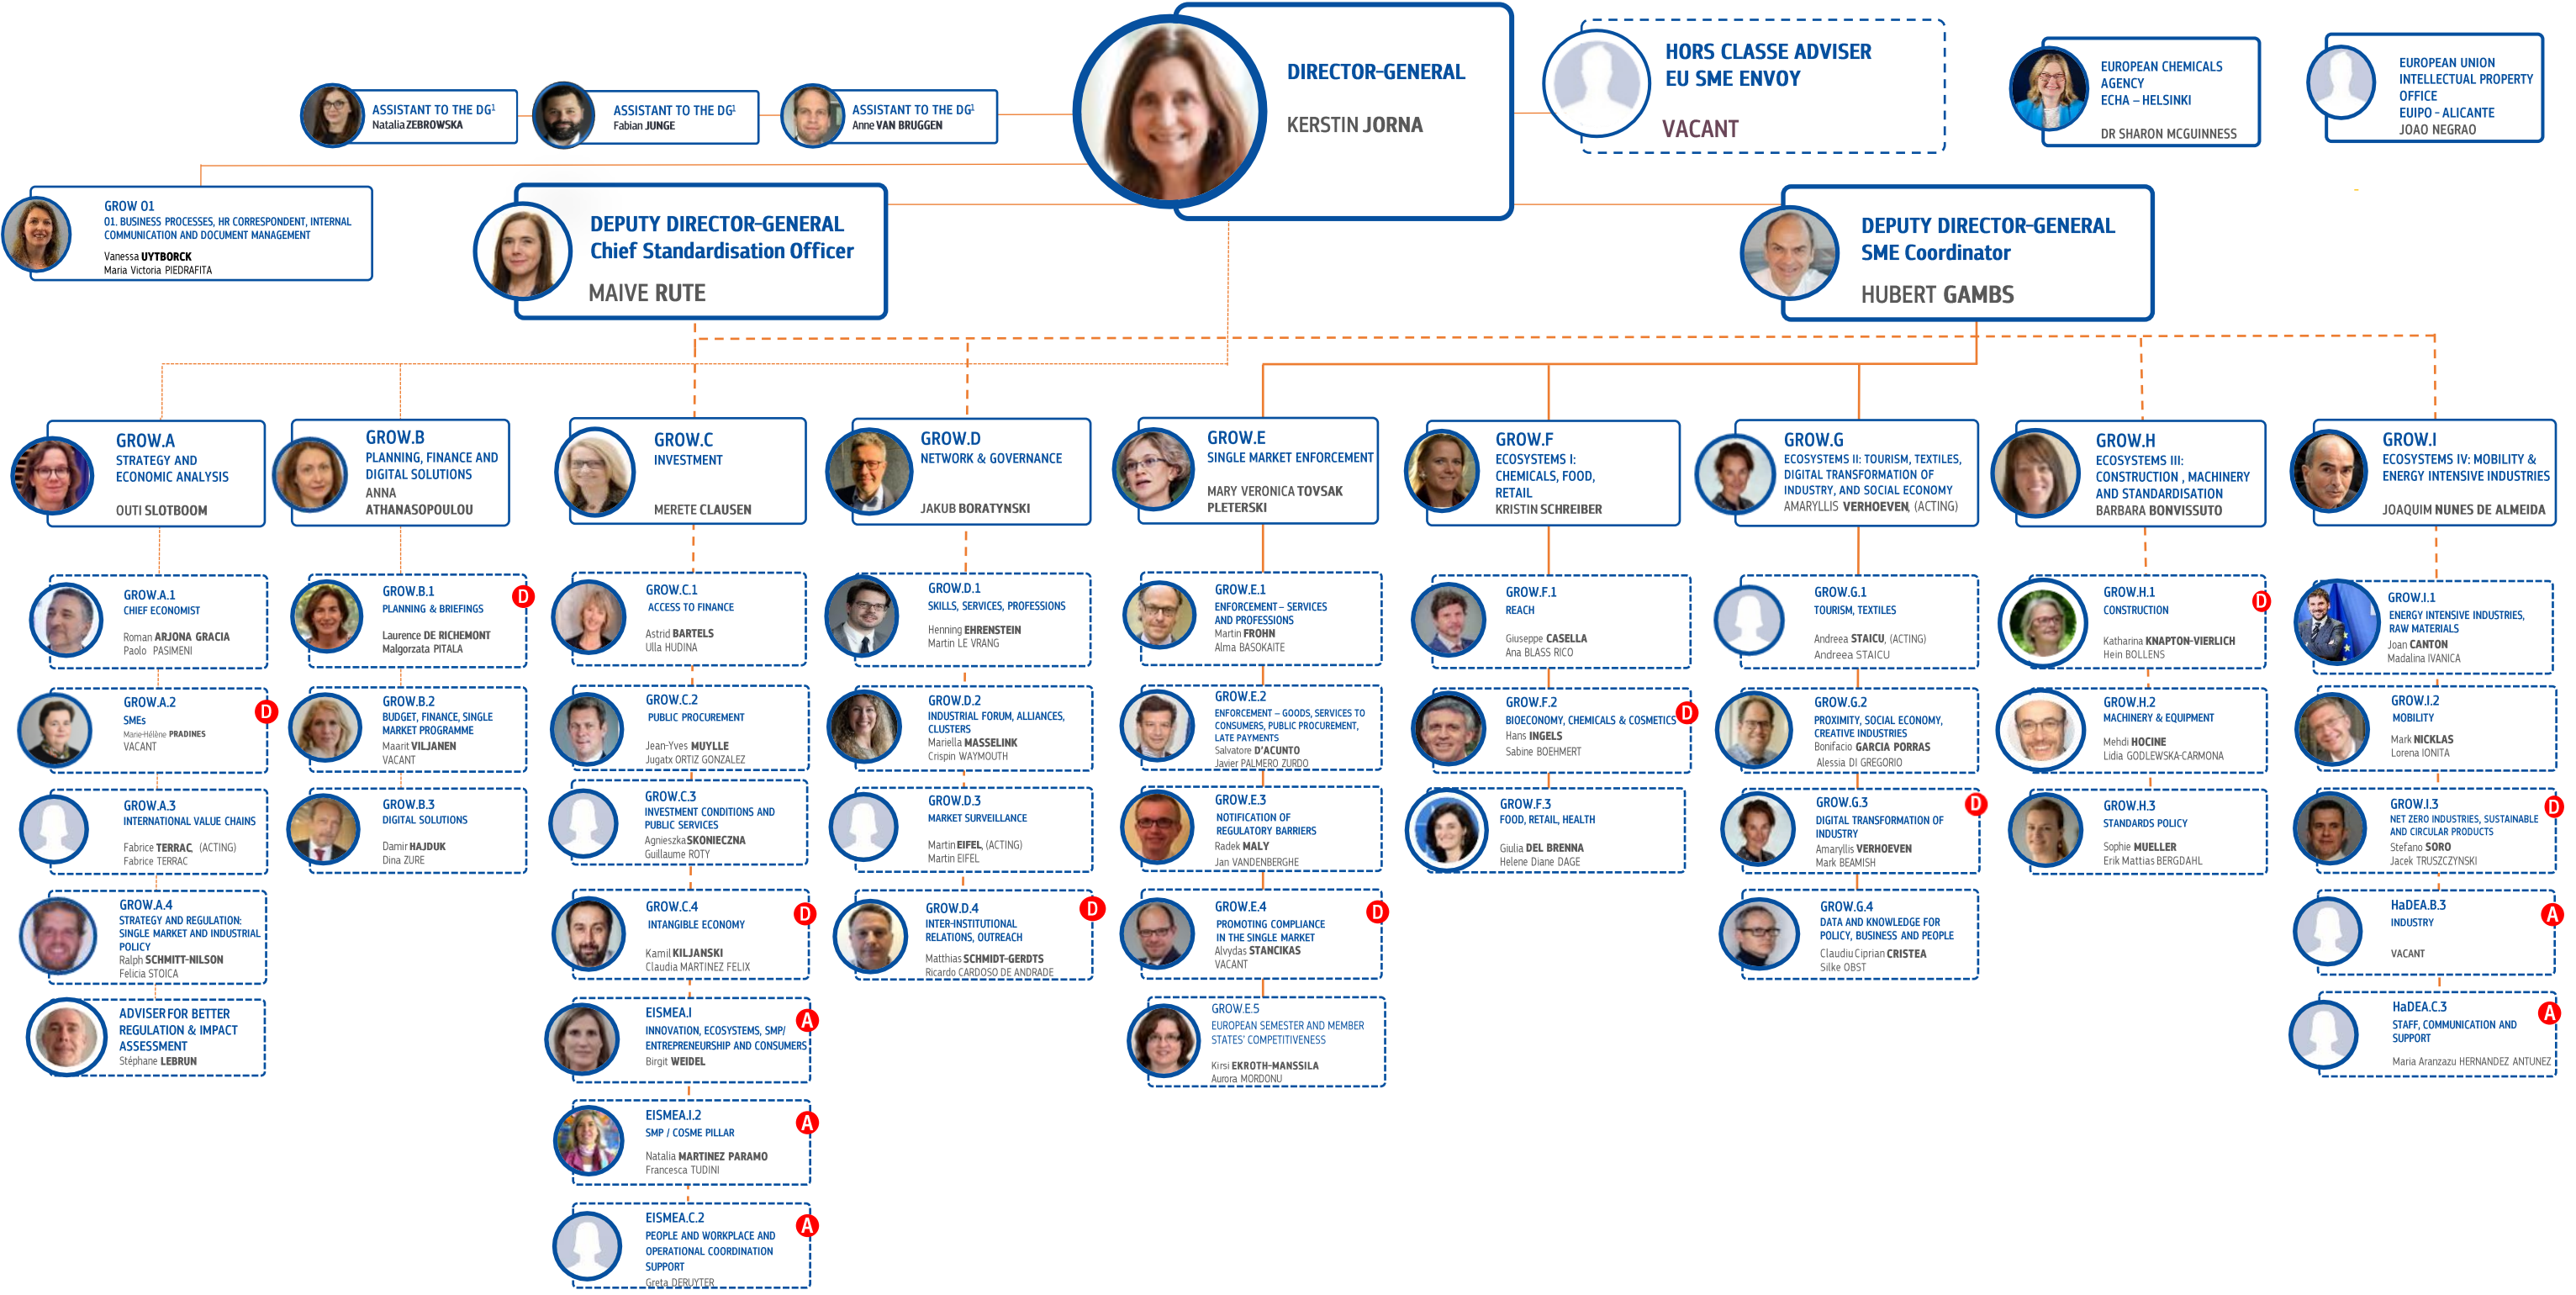 DIRECTOR-GENERAL
KERSTIN JORNA
HORS CLASSE ADVISER
EU SME ENVOY
VACANT
EUROPEAN CHEMICALS
AGENCY
ECHA – HELSINKI
DR SHARON MCGUINNESS
EUROPEAN UNION
INTELLECTUAL PROPERTY
OFFICE
EUIPO - ALICANTE
JOAO NEGRAO
ASSISTANT TO THE DG¹
Natalia ZEBROWSKA
ASSISTANT TO THE DG¹
Fabian JUNGE
ASSISTANT TO THE DG¹
Anne VAN BRUGGEN
GROW 01
01. BUSINESS PROCESSES, HR CORRESPONDENT, INTERNAL
COMMUNICATION AND DOCUMENT MANAGEMENT
Vanessa UYTBORCK
Maria Victoria PIEDRAFITA
DEPUTY DIRECTOR-GENERAL
Chief Standardisation Officer
MAIVE RUTE
DEPUTY DIRECTOR-GENERAL
SME Coordinator
HUBERT GAMBS
GROW.A
STRATEGY AND
ECONOMIC ANALYSIS
OUTI SLOTBOOM
GROW.B
PLANNING, FINANCE AND
DIGITAL SOLUTIONS
ANNA
ATHANASOPOULOU
GROW.C
INVESTMENT
MERETE CLAUSEN
GROW.D
NETWORK & GOVERNANCE
JAKUB BORATYNSKI
GROW.E
SINGLE MARKET ENFORCEMENT
MARY VERONICA TOVSAK
PLETERSKI
GROW.F
ECOSYSTEMS I:
CHEMICALS, FOOD,
RETAIL
KRISTIN SCHREIBER
GROW.G
ECOSYSTEMS II: TOURISM, TEXTILES,
DIGITAL TRANSFORMATION OF
INDUSTRY, AND SOCIAL ECONOMY
AMARYLLIS VERHOEVEN, (ACTING)
GROW.H
ECOSYSTEMS III:
CONSTRUCTION , MACHINERY
AND STANDARDISATION
BARBARA BONVISSUTO
GROW.I
ECOSYSTEMS IV: MOBILITY &
ENERGY INTENSIVE INDUSTRIES
JOAQUIM NUNES DE ALMEIDA
GROW.A.1
CHIEF ECONOMIST
Roman ARJONA GRACIA
Paolo PASIMENI
GROW.A.2
D
SMEs
Marie-Hélène PRADINES
VACANT
GROW.A.3
INTERNATIONAL VALUE CHAINS
Fabrice TERRAC, (ACTING)
Fabrice TERRAC
GROW.A.4
STRATEGY AND REGULATION:
SINGLE MARKET AND INDUSTRIAL
POLICY
Ralph SCHMITT-NILSON
Felicia STOICA
ADVISER FOR BETTER
REGULATION & IMPACT
ASSESSMENT
Stéphane LEBRUN
GROW.B.1
D
PLANNING & BRIEFINGS
Laurence DE RICHEMONT
Malgorzata PITALA
GROW.B.2
BUDGET, FINANCE, SINGLE
MARKET PROGRAMME
Maarit VILJANEN
VACANT
GROW.B.3
DIGITAL SOLUTIONS
Damir HAJDUK
Dina ZURE
GROW.C.1
ACCESS TO FINANCE
Astrid BARTELS
Ulla HUDINA
GROW.C.2
PUBLIC PROCUREMENT
Jean-Yves MUYLLE
Jugatx ORTIZ GONZALEZ
GROW.C.3
INVESTMENT CONDITIONS AND
PUBLIC SERVICES
Agnieszka SKONIECZNA
Guillaume ROTY
GROW.C.4
D
INTANGIBLE ECONOMY
Kamil KILJANSKI
Claudia MARTINEZ FELIX
EISMEA.I
A
INNOVATION, ECOSYSTEMS, SMP/
ENTREPRENEURSHIP AND CONSUMERS
Birgit WEIDEL
EISMEA.I.2
A
SMP / COSME PILLAR
Natalia MARTINEZ PARAMO
Francesca TUDINI
EISMEA.C.2
A
PEOPLE AND WORKPLACE AND
OPERATIONAL COORDINATION
SUPPORT
Greta DERUYTER
GROW.D.1
SKILLS, SERVICES, PROFESSIONS
Henning EHRENSTEIN
Martin LE VRANG
GROW.D.2
INDUSTRIAL FORUM, ALLIANCES,
CLUSTERS
Mariella MASSELINK
Crispin WAYMOUTH
GROW.D.3
MARKET SURVEILLANCE
Martin EIFEL, (ACTING)
Martin EIFEL
GROW.D.4
D
INTER-INSTITUTIONAL
RELATIONS, OUTREACH
Matthias SCHMIDT-GERDTS
Ricardo CARDOSO DE ANDRADE
GROW.E.1
ENFORCEMENT– SERVICES
AND PROFESSIONS
Martin FROHN
Alma BASOKAITE
GROW.E.2
ENFORCEMENT – GOODS, SERVICES TO
CONSUMERS, PUBLIC PROCUREMENT,
LATE PAYMENTS
Salvatore D'ACUNTO
Javier PALMERO ZURDO
GROW.E.3
NOTIFICATION OF
REGULATORY BARRIERS
Radek MALY
Jan VANDENBERGHE
GROW.E.4
D
PROMOTING COMPLIANCE
IN THE SINGLE MARKET
Alvydas STANCIKAS
VACANT
GROW.E.5
EUROPEAN SEMESTER AND MEMBER
STATES' COMPETITIVENESS
Kirsi EKROTH-MANSSILA
Aurora MORDONU
GROW.F.1
REACH
Giuseppe CASELLA
Ana BLASS RICO
GROW.F.2
D
BIOECONOMY, CHEMICALS & COSMETICS
Hans INGELS
Sabine BOEHMERT
GROW.F.3
FOOD, RETAIL, HEALTH
Giulia DEL BRENNA
Helene Diane DAGE
GROW.G.1
TOURISM, TEXTILES
Andreea STAICU, (ACTING)
Andreea STAICU
GROW.G.2
PROXIMITY, SOCIAL ECONOMY,
CREATIVE INDUSTRIES
Bonifacio GARCIA PORRAS
Alessia DI GREGORIO
GROW.G.3
D
DIGITAL TRANSFORMATION OF
INDUSTRY
Amaryllis VERHOEVEN
Mark BEAMISH
GROW.G.4
DATA AND KNOWLEDGE FOR
POLICY, BUSINESS AND PEOPLE
Claudiu Ciprian CRISTEA
Silke OBST
GROW.H.1
D
CONSTRUCTION
Katharina KNAPTON-VIERLICH
Hein BOLLENS
GROW.H.2
MACHINERY & EQUIPMENT
Mehdi HOCINE
Lidia GODLEWSKA-CARMONA
GROW.H.3
STANDARDS POLICY
Sophie MUELLER
Erik Mattias BERGDAHL
GROW.I.1
ENERGY INTENSIVE INDUSTRIES,
RAW MATERIALS
Joan CANTON
Madalina IVANICA
GROW.I.2
MOBILITY
Mark NICKLAS
Lorena IONITA
GROW.I.3
D
NET ZERO INDUSTRIES, SUSTAINABLE
AND CIRCULAR PRODUCTS
Stefano SORO
Jacek TRUSZCZYNSKI
HaDEA.B.3
A
INDUSTRY
VACANT
HaDEA.C.3
A
STAFF, COMMUNICATION AND
SUPPORT
Maria Aranzazu HERNANDEZ ANTUNEZ